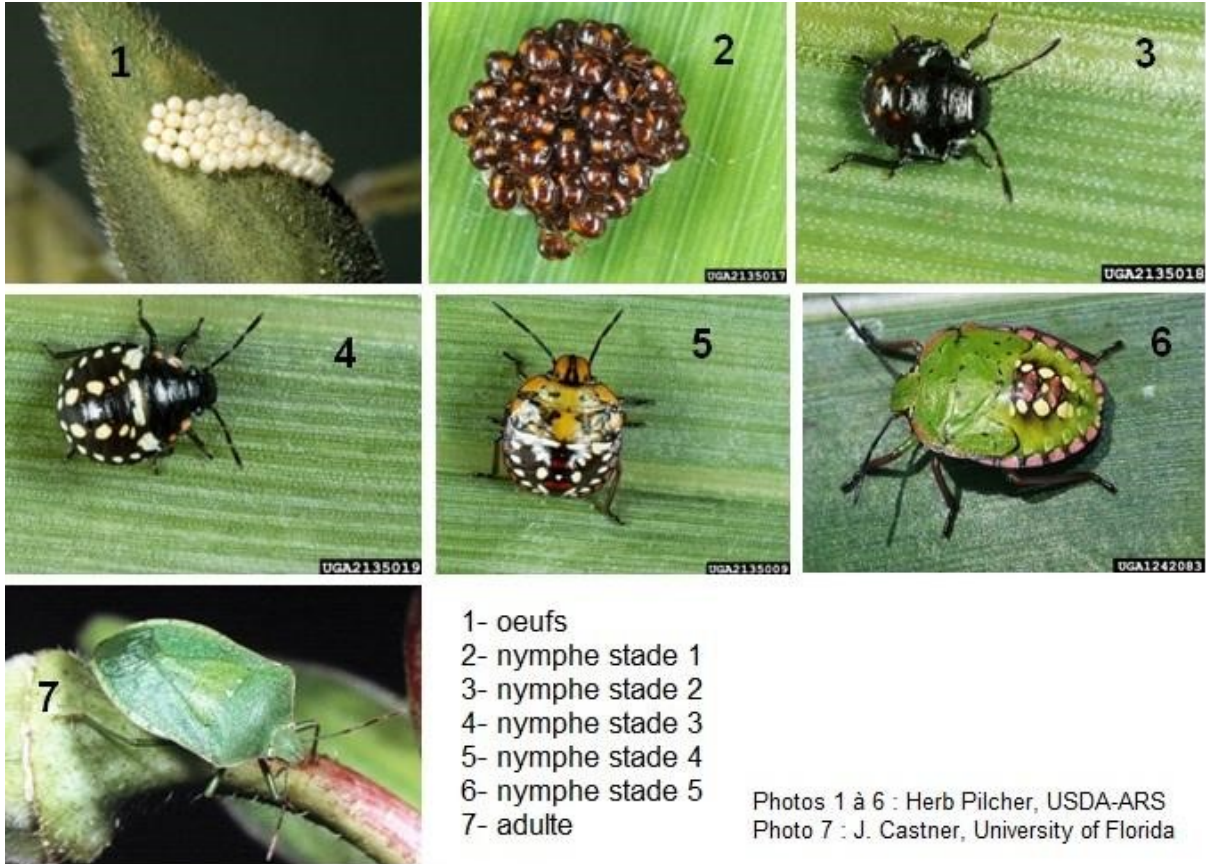 1
2
3
UGA2135017
UGA2135018
4
5
6
UGA2135019
UGA2135009
UGA1242083
7
1- oeufs
2- nymphe stade 1
3- nymphe stade 2
4- nymphe stade 3
5- nymphe stade 4
6- nymphe stade 5
7- adulte
Photos 1 à 6 : Herb Pilcher, USDA-ARS
Photo 7 : J. Castner, University of Florida